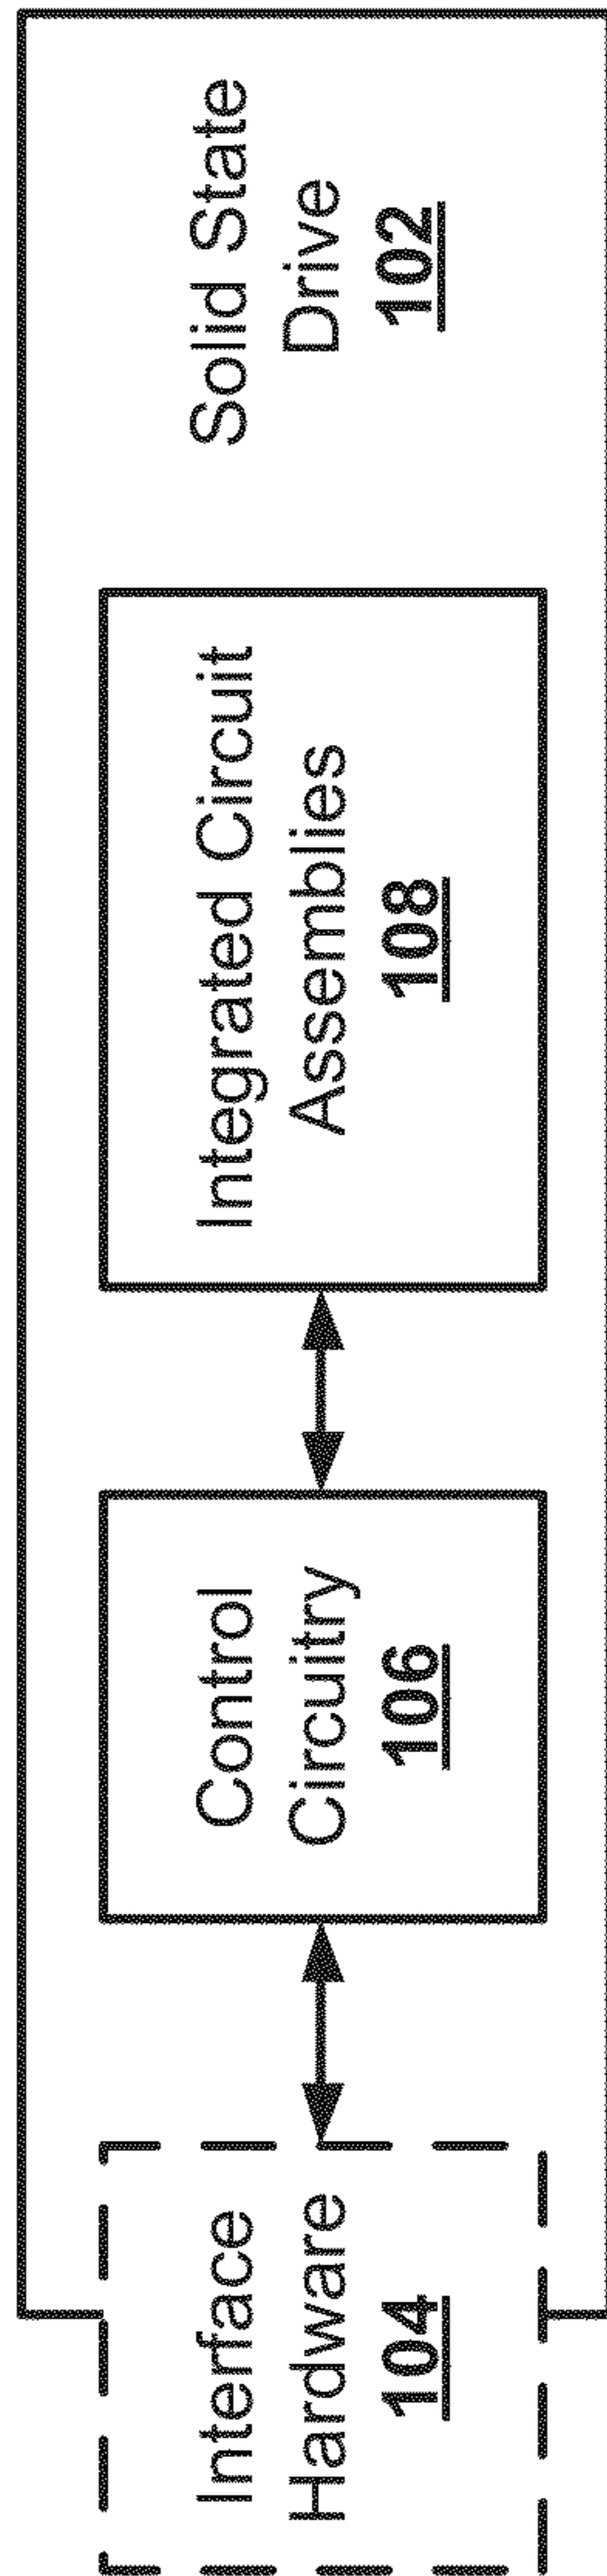 Interface
Hardware
104
Control
Circuitry
106
Integrated Circuit
Assemblies
108
Solid State
Drive
102